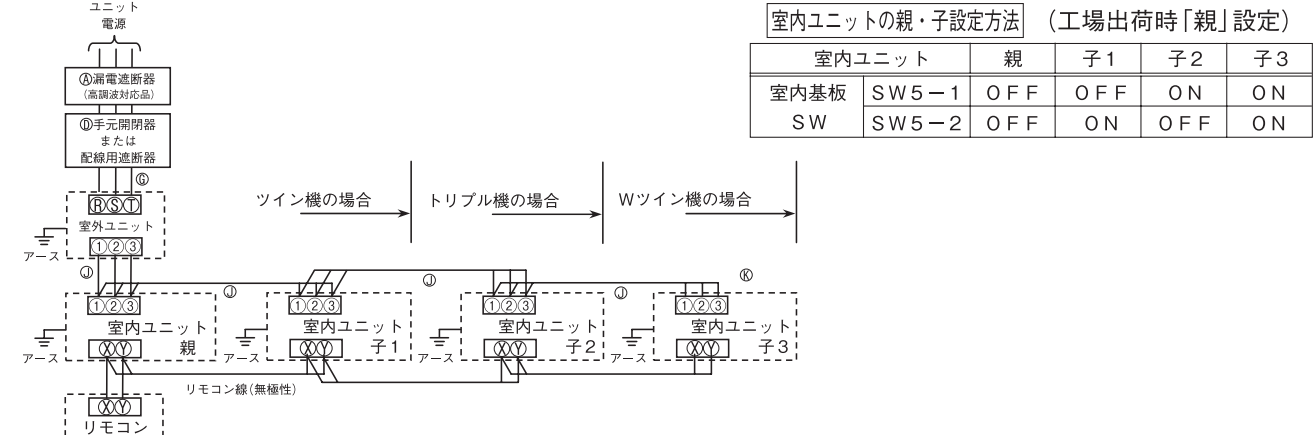 ユニット
電源
Ⓐ漏電遮断器
(高調波対応品)
Ⓓ手元開閉器
または
配線用遮断器
Ⓖ
ⓇⓈⓉ
室外ユニット
①②③
アース
Ⓙ
ツイン機の場合
トリプル機の場合
Wツイン機の場合
Ⓙ
Ⓙ
Ⓙ
Ⓚ
①②③
室内ユニット
親
ⓍⓎ
アース
①②③
室内ユニット
子1
ⓍⓎ
アース
①②③
室内ユニット
子2
ⓍⓎ
アース
①②③
室内ユニット
子3
ⓍⓎ
アース
リモコン線(無極性)
ⓍⓎ
リモコン
室内ユニットの親・子設定方法 (工場出荷時「親」設定)
室内ユニット 親 子1 子2 子3
室内基板 SW5-1 OFF OFF ON ON
SW SW5-2 OFF ON OFF ON